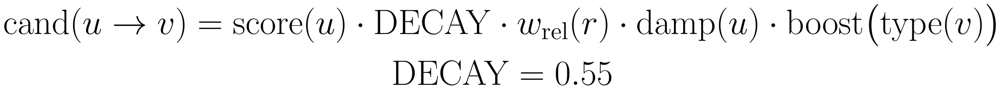 cand(u → v) = score(u) · DECAY · w_rel(r) · damp(u) · boost(type(v))
DECAY = 0.55